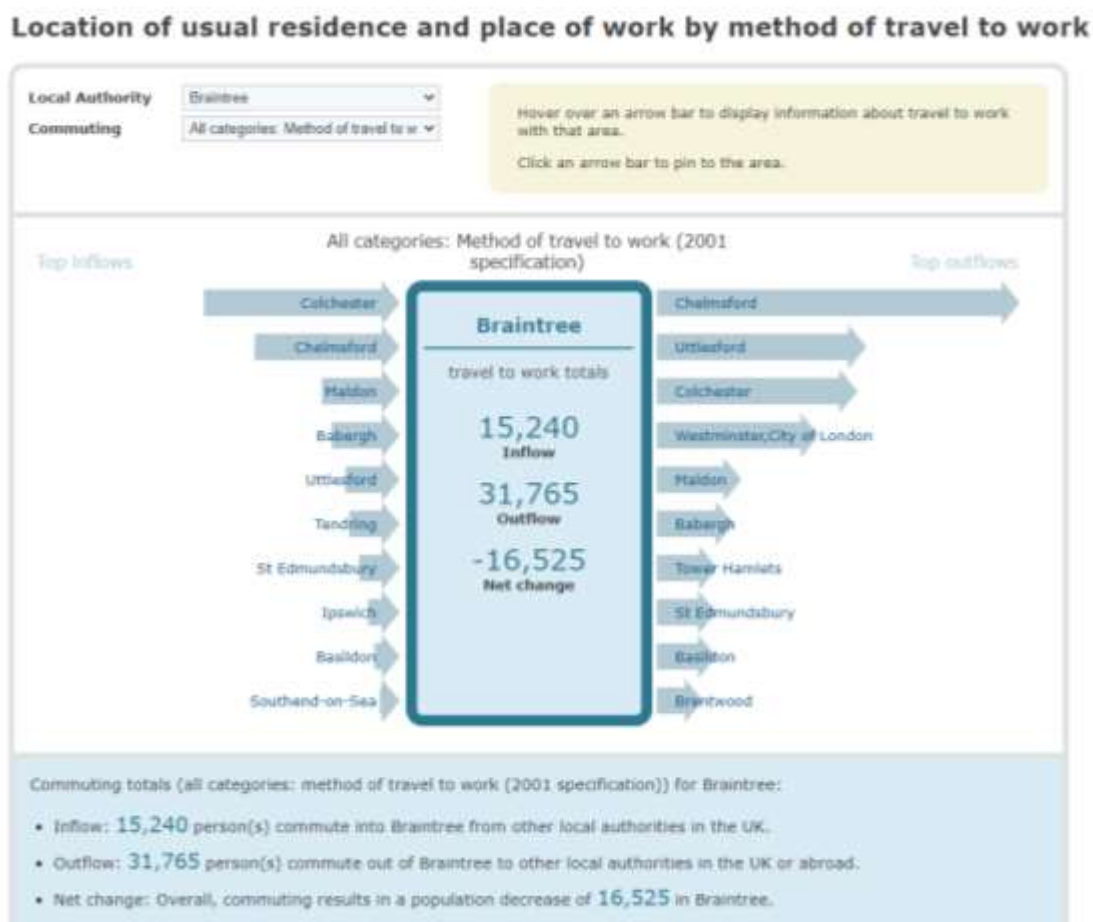 Location of usual residence and place of work by method of travel to work
Local Authority
Braintree
Commuting
All categories: Method of travel to w
Hover over an arrow bar to display information about travel to work
with that area.
Click an arrow bar to pin to the area.
Top inflows
All categories: Method of travel to work (2001
specification)
Top outflows
Colchester
Chelmsford
Maldon
Babergh
Uttlesford
Tendring
St Edmundsbury
Ipswich
Basildon
Southend-on-Sea
Braintree
travel to work totals
15,240
Inflow
31,765
Outflow
-16,525
Net change
Chelmsford
Uttlesford
Colchester
Westminster,City of London
Maldon
Babergh
Tower Hamlets
St Edmundsbury
Basildon
Brentwood
Commuting totals (all categories: method of travel to work (2001 specification)) for Braintree:
• Inflow: 15,240 person(s) commute into Braintree from other local authorities in the UK.
• Outflow: 31,765 person(s) commute out of Braintree to other local authorities in the UK or abroad.
• Net change: Overall, commuting results in a population decrease of 16,525 in Braintree.